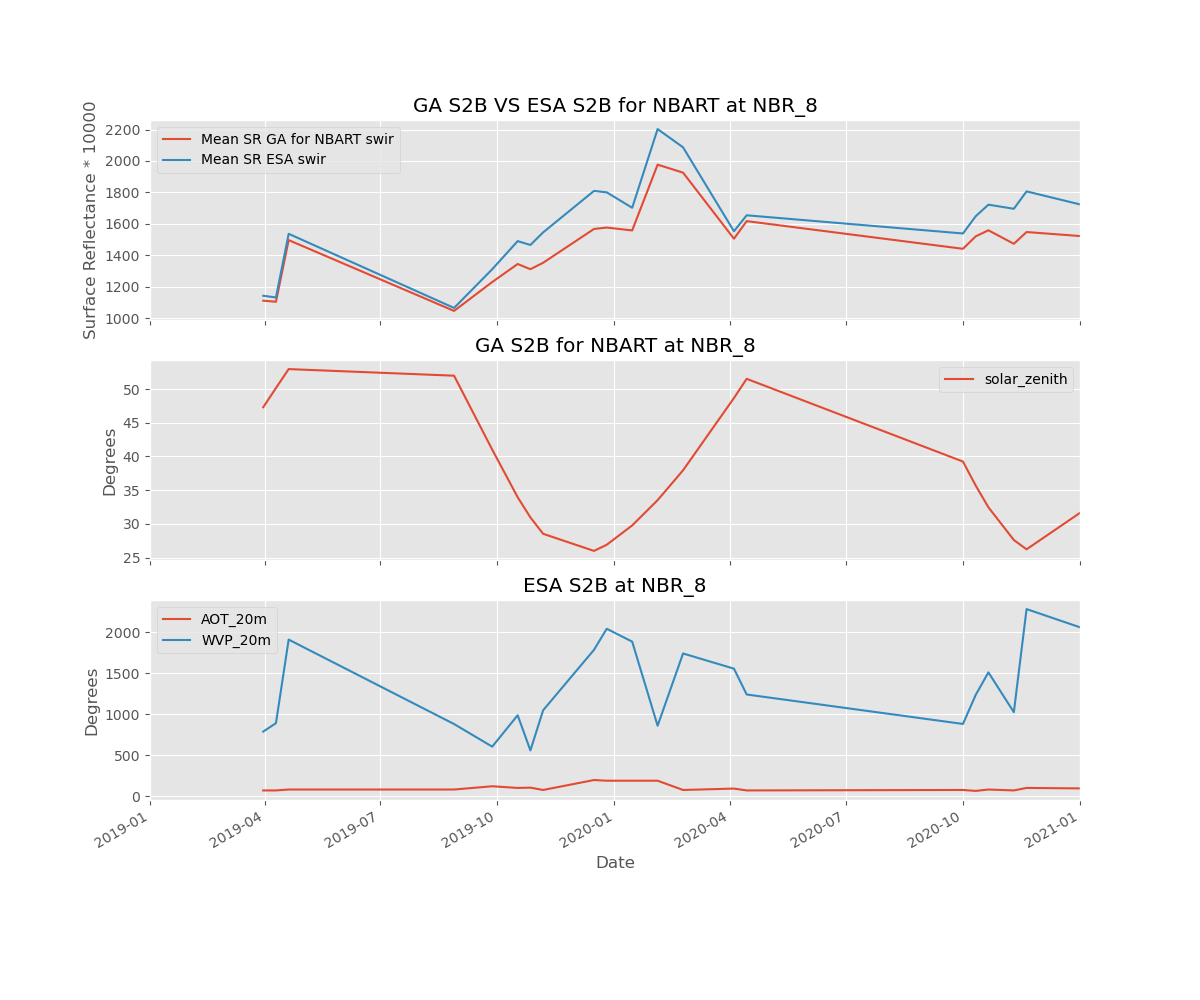 GA S2B VS ESA S2B for NBART at NBR_8
Surface Reflectance * 10000
2200
2000
1800
1600
1400
1200
1000
Mean SR GA for NBART swir
Mean SR ESA swir
GA S2B for NBART at NBR_8
Degrees
50
45
40
35
30
25
solar_zenith
ESA S2B at NBR_8
Degrees
2000
1500
1000
500
0
AOT_20m
WVP_20m
2019-01
2019-04
2019-07
2019-10
2020-01
2020-04
2020-07
2020-10
2021-01
Date